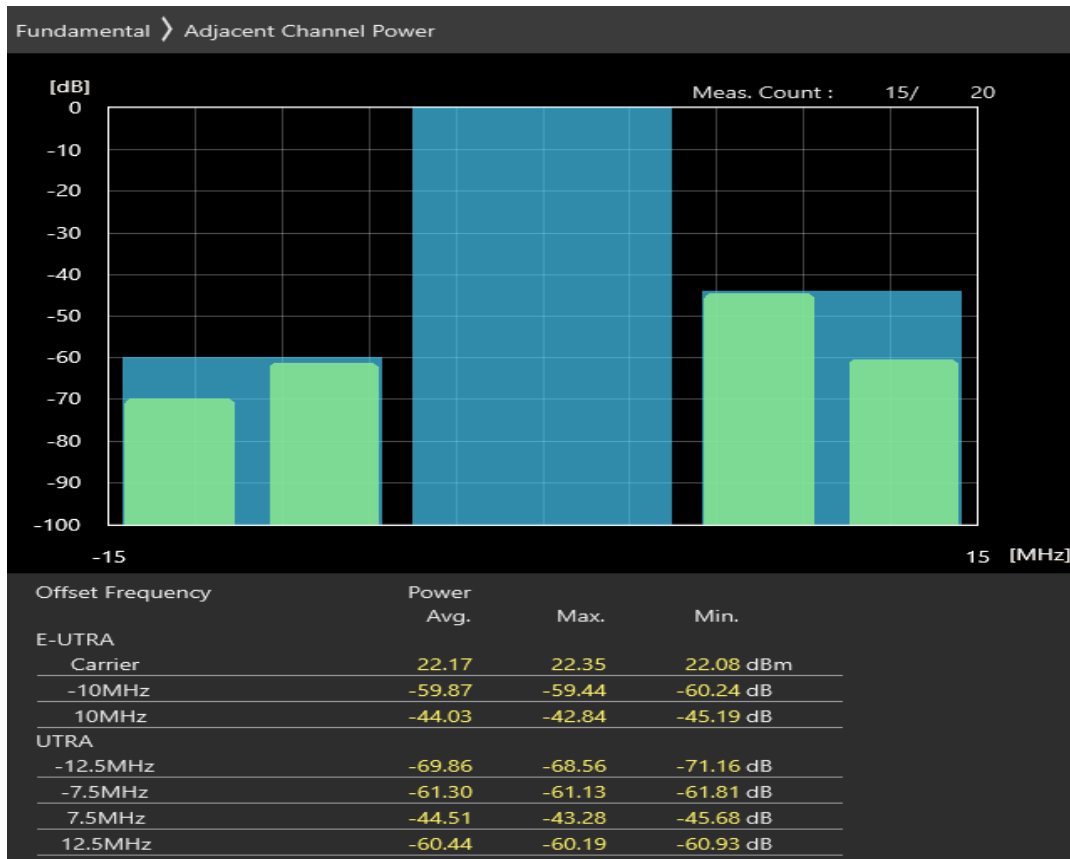 Fundamental ❯ Adjacent Channel Power
[dB]
Meas. Count : 15/ 20
0
-10
-20
-30
-40
-50
-60
-70
-80
-90
-100
-15 15 [MHz]
Offset Frequency Power
Avg. Max. Min.
E-UTRA
Carrier 22.17 22.35 22.08 dBm
-10MHz -59.87 -59.44 -60.24 dB
10MHz -44.03 -42.84 -45.19 dB
UTRA
-12.5MHz -69.86 -68.56 -71.16 dB
-7.5MHz -61.30 -61.13 -61.81 dB
7.5MHz -44.51 -43.28 -45.68 dB
12.5MHz -60.44 -60.19 -60.93 dB